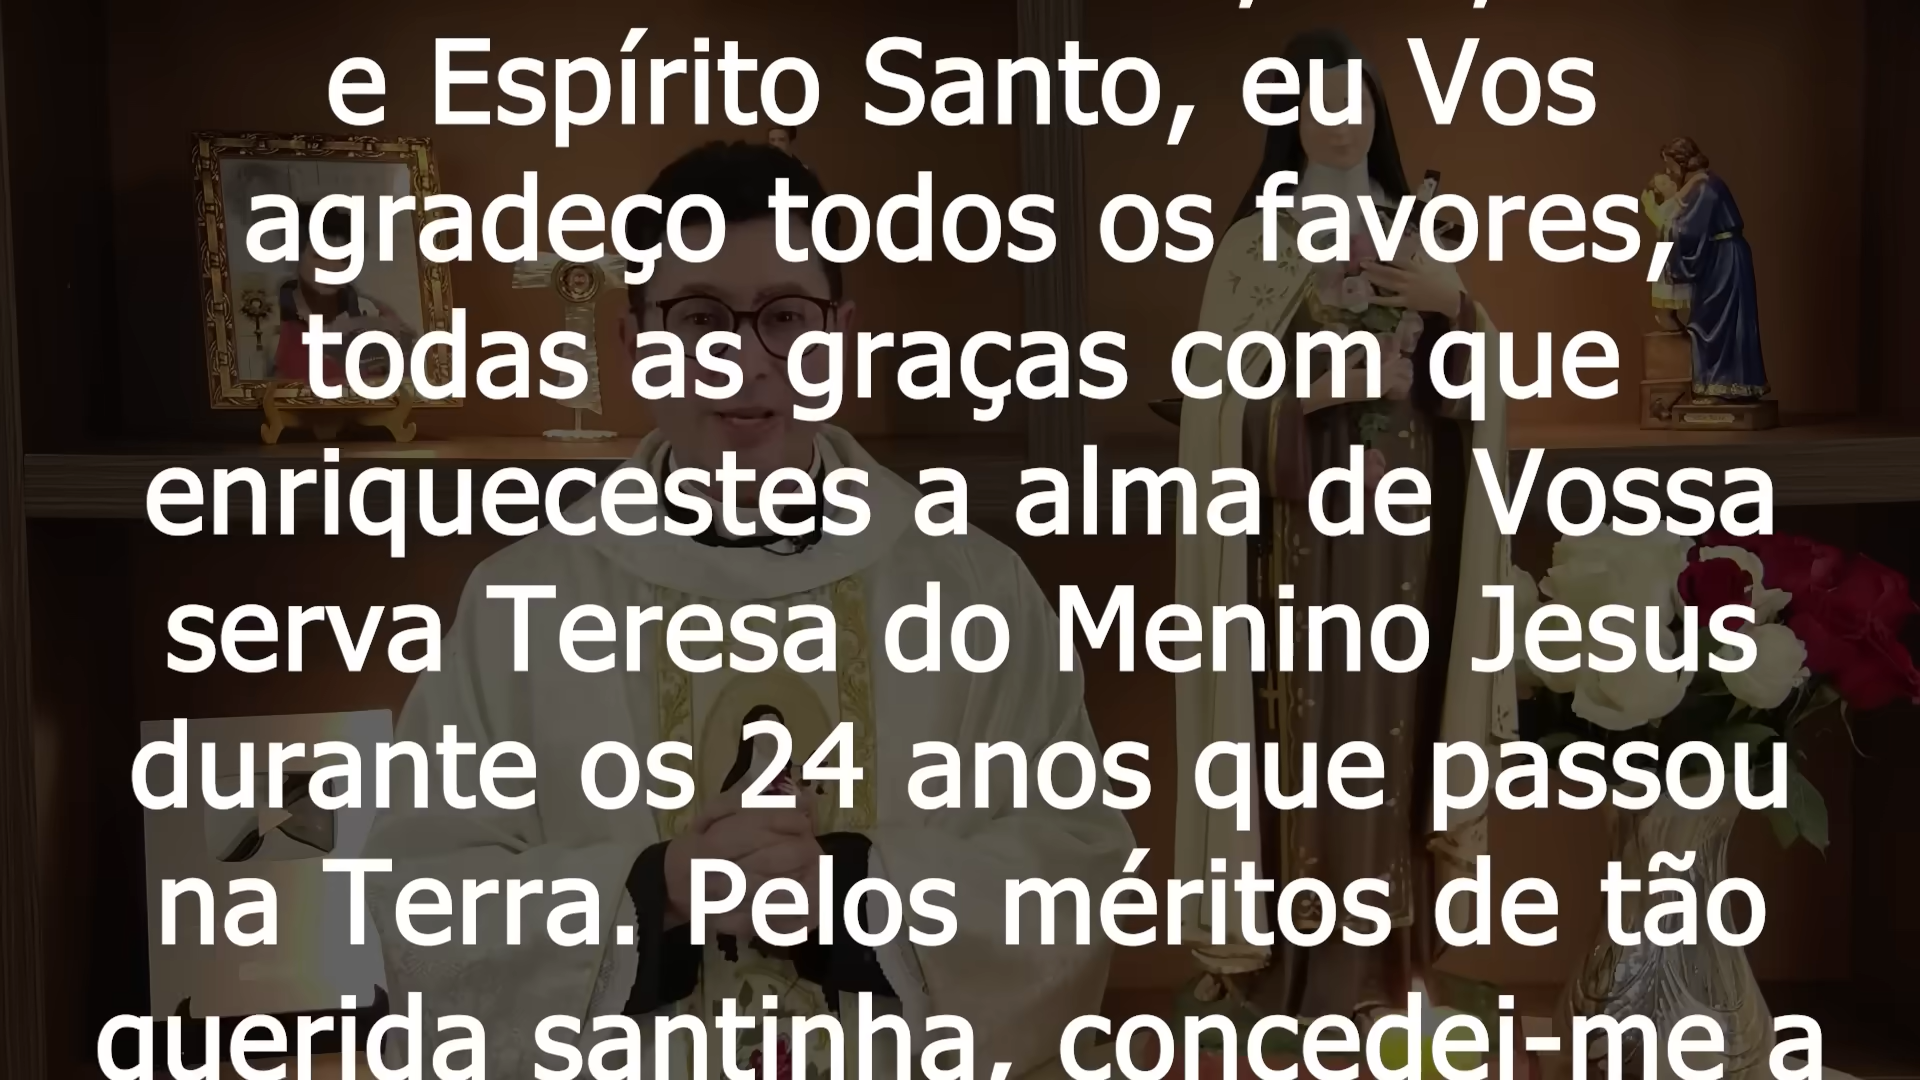 e Espírito Santo, eu Vos
agradeço todos os favores,
todas as graças com que
enriquecestes a alma de Vossa
serva Teresa do Menino Jesus
durante os 24 anos que passou
na Terra. Pelos méritos de tão
querida santinha, concedei-me a